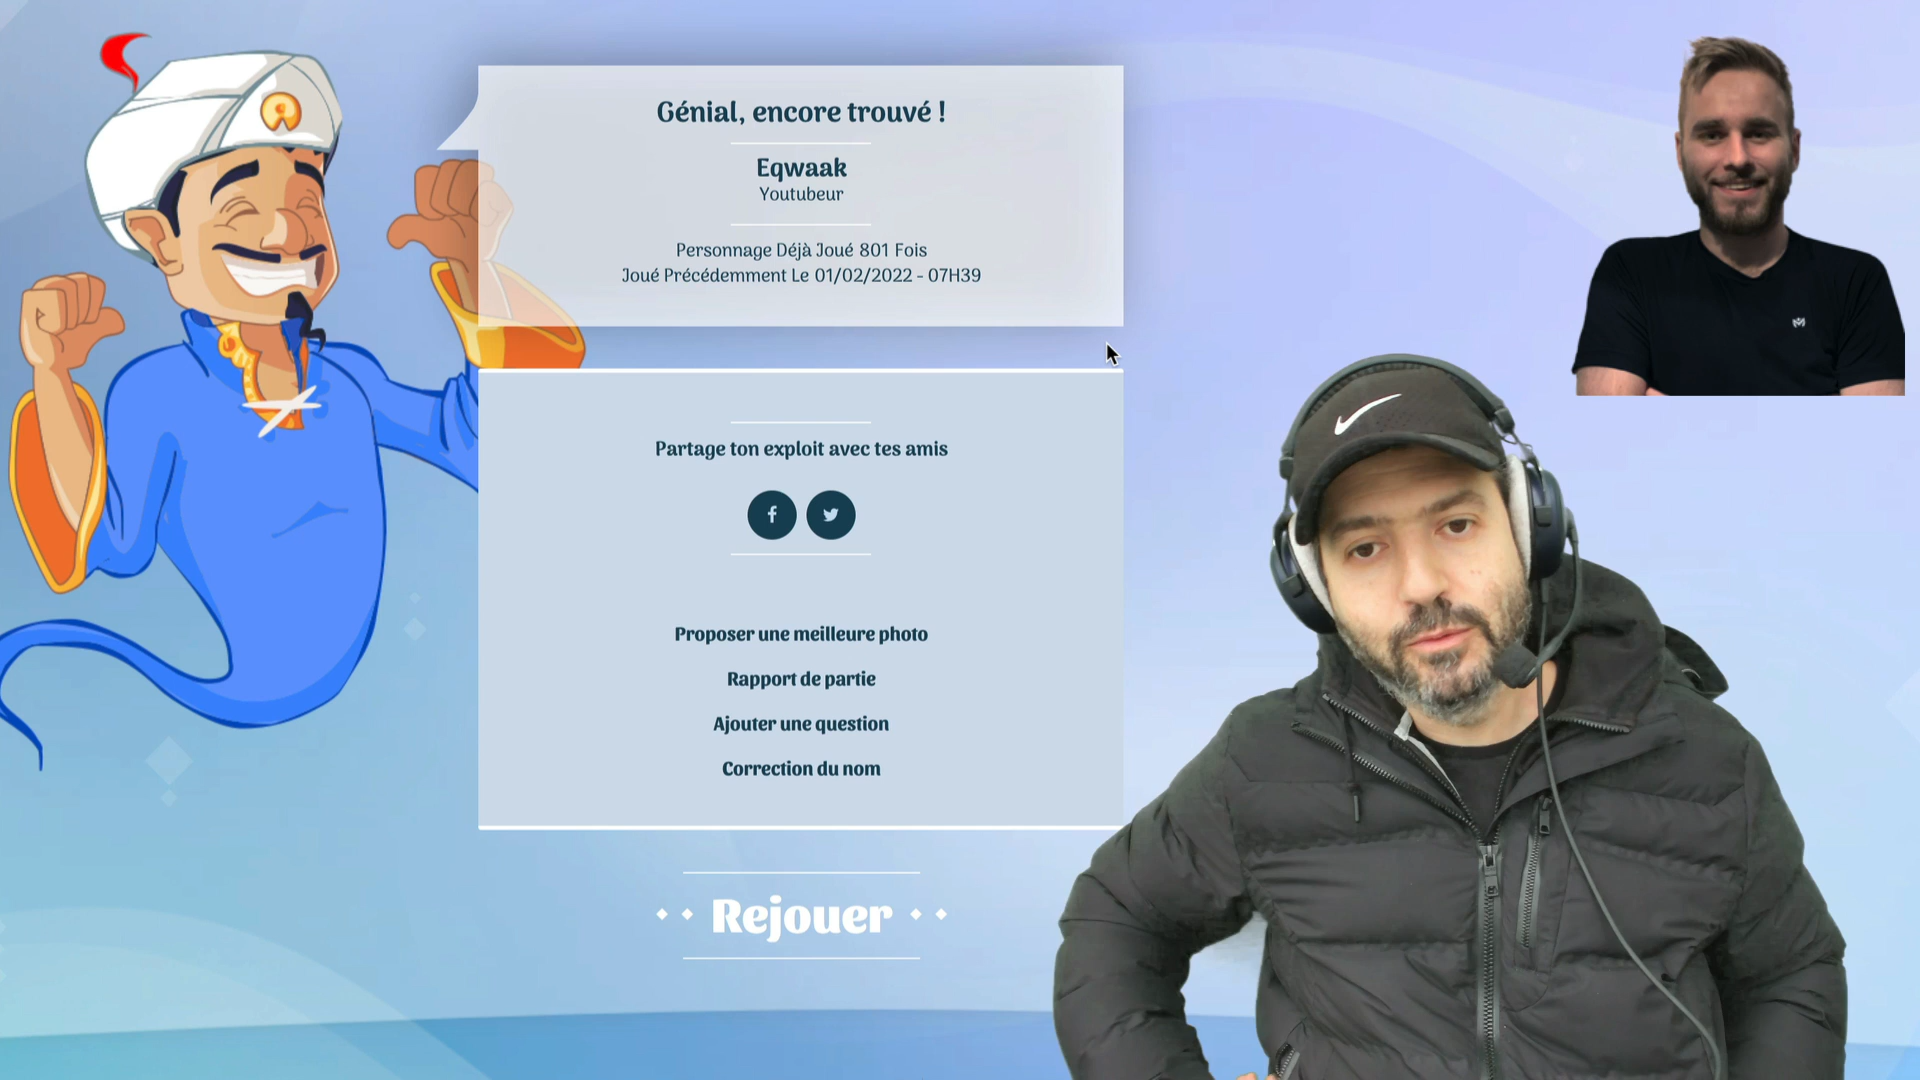 Génial, encore trouvé !
Eqwaak
Youtubeur
Personnage Déjà Joué 801 Fois
Joué Précédemment Le 01/02/2022 - 07H39
Partage ton exploit avec tes amis
Proposer une meilleure photo
Rapport de partie
Ajouter une question
Correction du nom
Rejouer